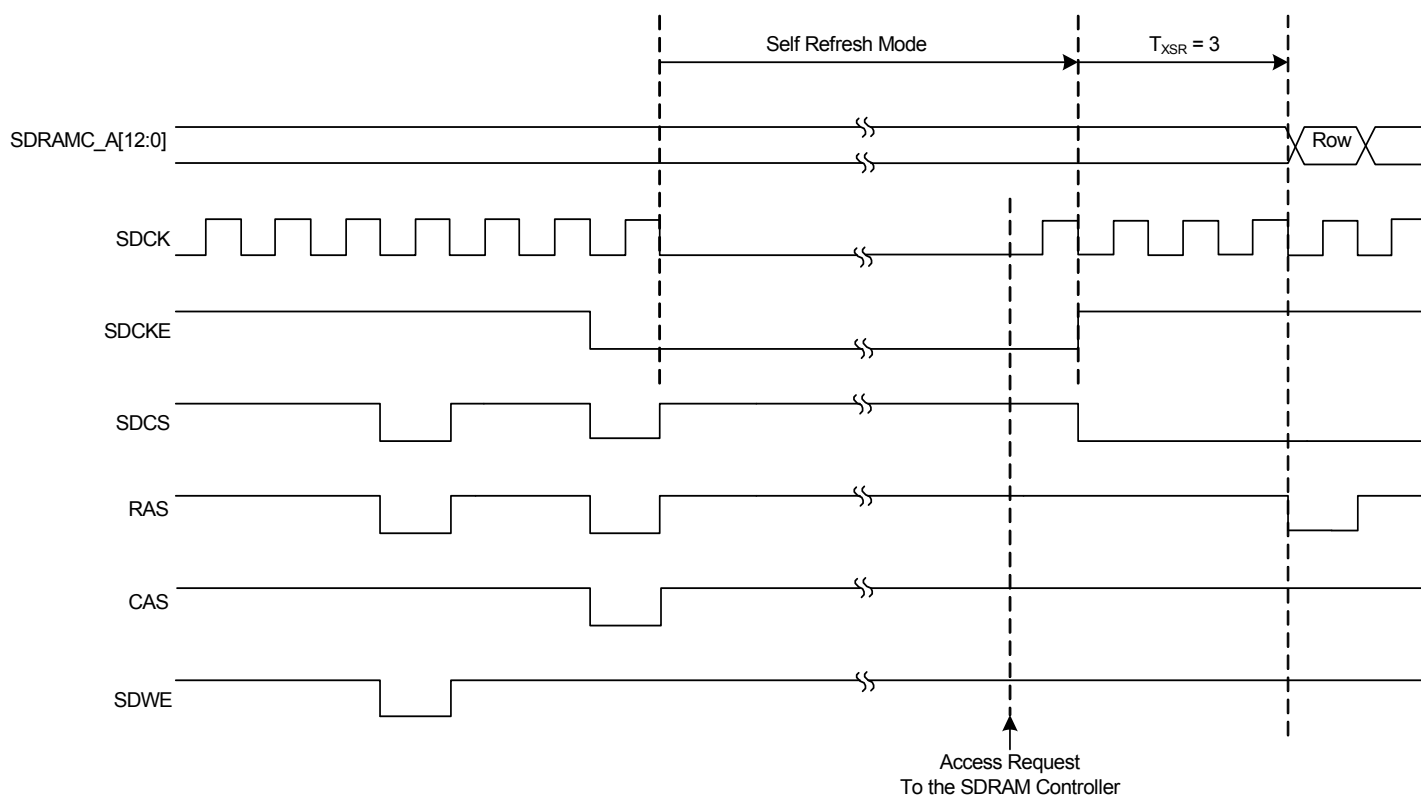 Self Refresh Mode
TXSR = 3
SDRAMC_A[12:0]
Row
SDCK
SDCKE
SDCS
RAS
CAS
SDWE
Access Request
To the SDRAM Controller